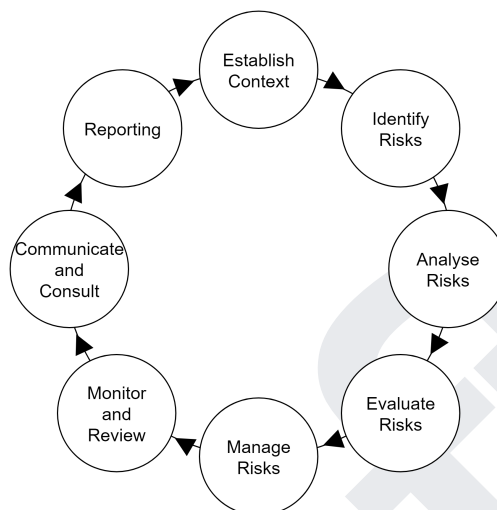 Establish
Context
Identify
Risks
Analyse
Risks
Evaluate
Risks
Manage
Risks
Monitor
and
Review
Communicate
and
Consult
Reporting